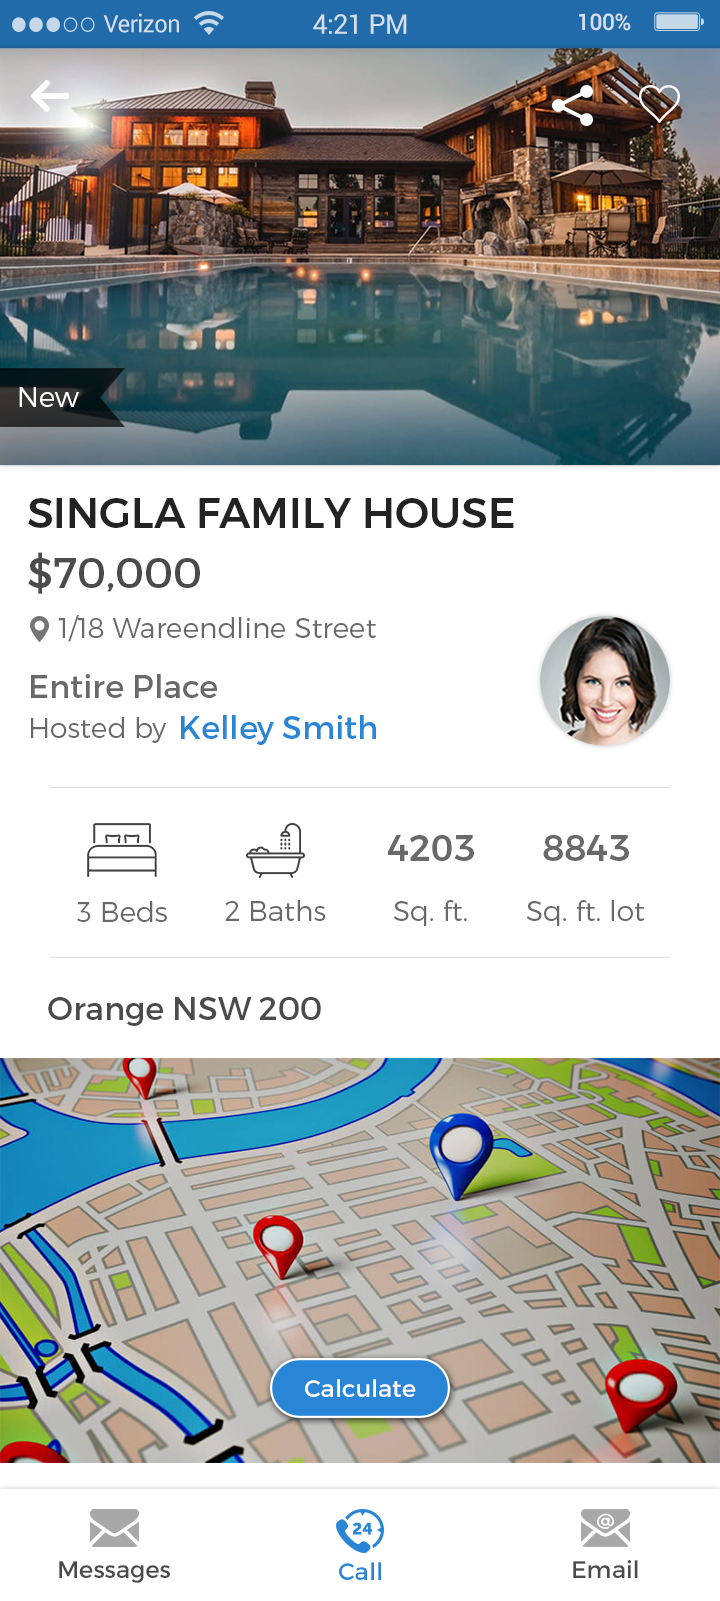 Verizon 4:21 PM 100%
New
SINGLA FAMILY HOUSE
$70,000
1/18 Wareendline Street
Entire Place
Hosted by Kelley Smith
4203 8843
3 Beds 2 Baths Sq. ft. Sq. ft. lot
Orange NSW 200
Calculate
24 @
Messages Call Email